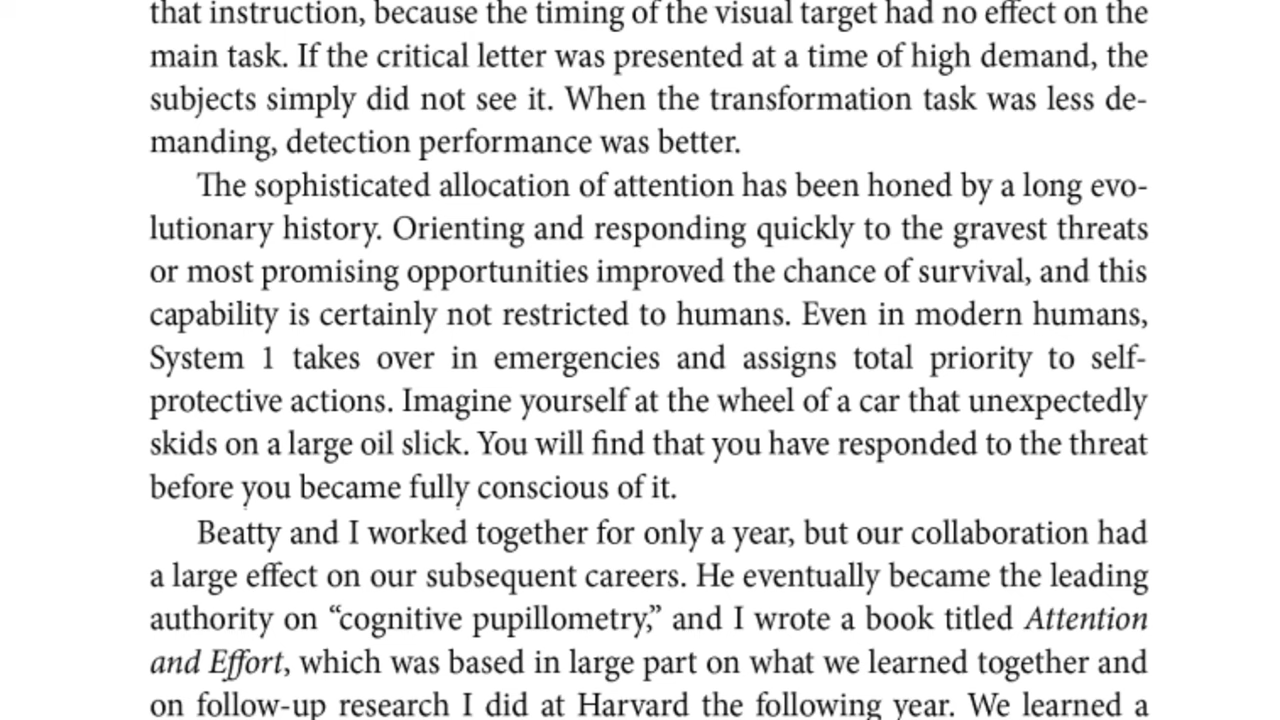 that instruction, because the timing of the visual target had no effect on the
main task. If the critical letter was presented at a time of high demand, the
subjects simply did not see it. When the transformation task was less de-
manding, detection performance was better.
The sophisticated allocation of attention has been honed by a long evo-
lutionary history. Orienting and responding quickly to the gravest threats
or most promising opportunities improved the chance of survival, and this
capability is certainly not restricted to humans. Even in modern humans,
System 1 takes over in emergencies and assigns total priority to self-
protective actions. Imagine yourself at the wheel of a car that unexpectedly
skids on a large oil slick. You will find that you have responded to the threat
before you became fully conscious of it.
Beatty and I worked together for only a year, but our collaboration had
a large effect on our subsequent careers. He eventually became the leading
authority on “cognitive pupillometry,” and I wrote a book titled Attention
and Effort, which was based in large part on what we learned together and
on follow-up research I did at Harvard the following year. We learned a